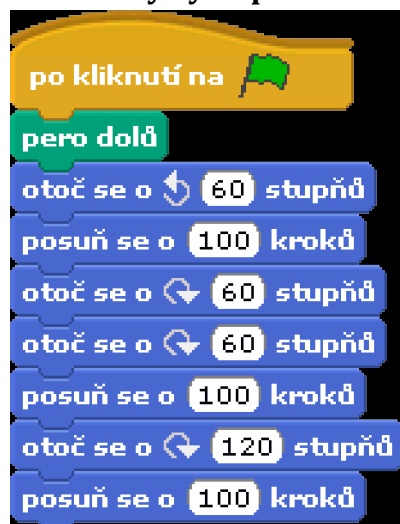 po kliknutí na
pero dolů
otoč se o 60 stupňů
posuň se o 100 kroků
otoč se o 60 stupňů
otoč se o 60 stupňů
posuň se o 100 kroků
otoč se o 120 stupňů
posuň se o 100 kroků